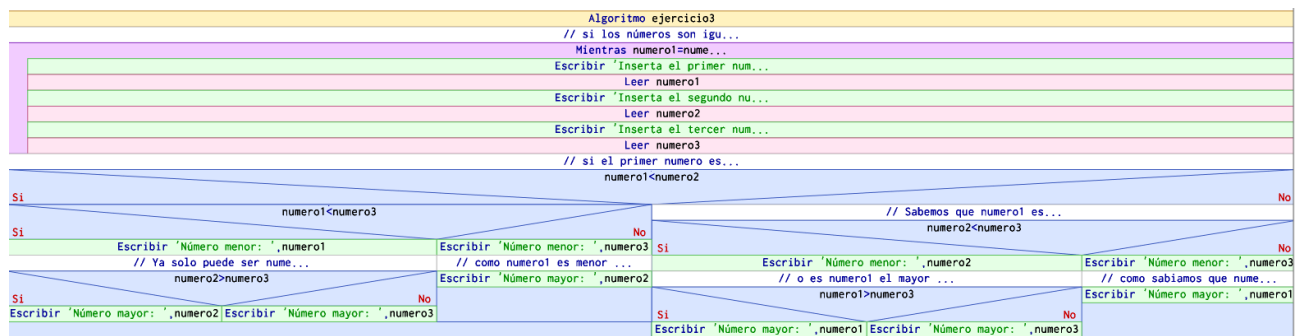 Algoritmo ejercicio3
// si los números son igu...
Mientras numero1=nume...
Escribir 'Inserta el primer num...
Leer numero1
Escribir 'Inserta el segundo nu...
Leer numero2
Escribir 'Inserta el tercer num...
Leer numero3
// si el primer numero es...
numero1<numero2
Si No
numero1<numero3 // Sabemos que numero1 es...
Si No numero2<numero3
Escribir 'Número menor: ',numero1 Escribir 'Número menor: ',numero3 Si No
// Ya solo puede ser nume... // como numero1 es menor ... Escribir 'Número menor: ',numero2 Escribir 'Número menor: ',numero3
numero2>numero3 Escribir 'Número mayor: ',numero2 // o es numero1 el mayor ... // como sabiamos que nume...
Si No numero1>numero3 Escribir 'Número mayor: ',numero1
Escribir 'Número mayor: ',numero2 Escribir 'Número mayor: ',numero3 Si No
Escribir 'Número mayor: ',numero1 Escribir 'Número mayor: ',numero3